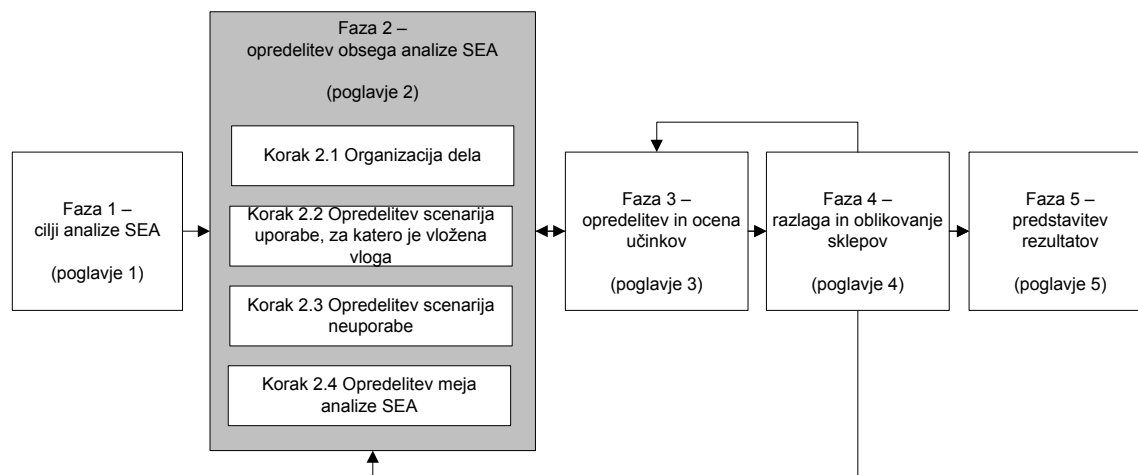 Faza 1 –
cilji analize SEA
(poglavje 1)
Faza 2 –
opredelitev obsega analize SEA
(poglavje 2)
Korak 2.1 Organizacija dela
Korak 2.2 Opredelitev scenarija
uporabe, za katero je vložena
vloga
Korak 2.3 Opredelitev scenarija
neuporabe
Korak 2.4 Opredelitev meja
analize SEA
Faza 3 –
opredelitev in ocena
učinkov
(poglavje 3)
Faza 4 –
razlaga in oblikovanje
sklepov
(poglavje 4)
Faza 5 –
predstavitev
rezultatov
(poglavje 5)